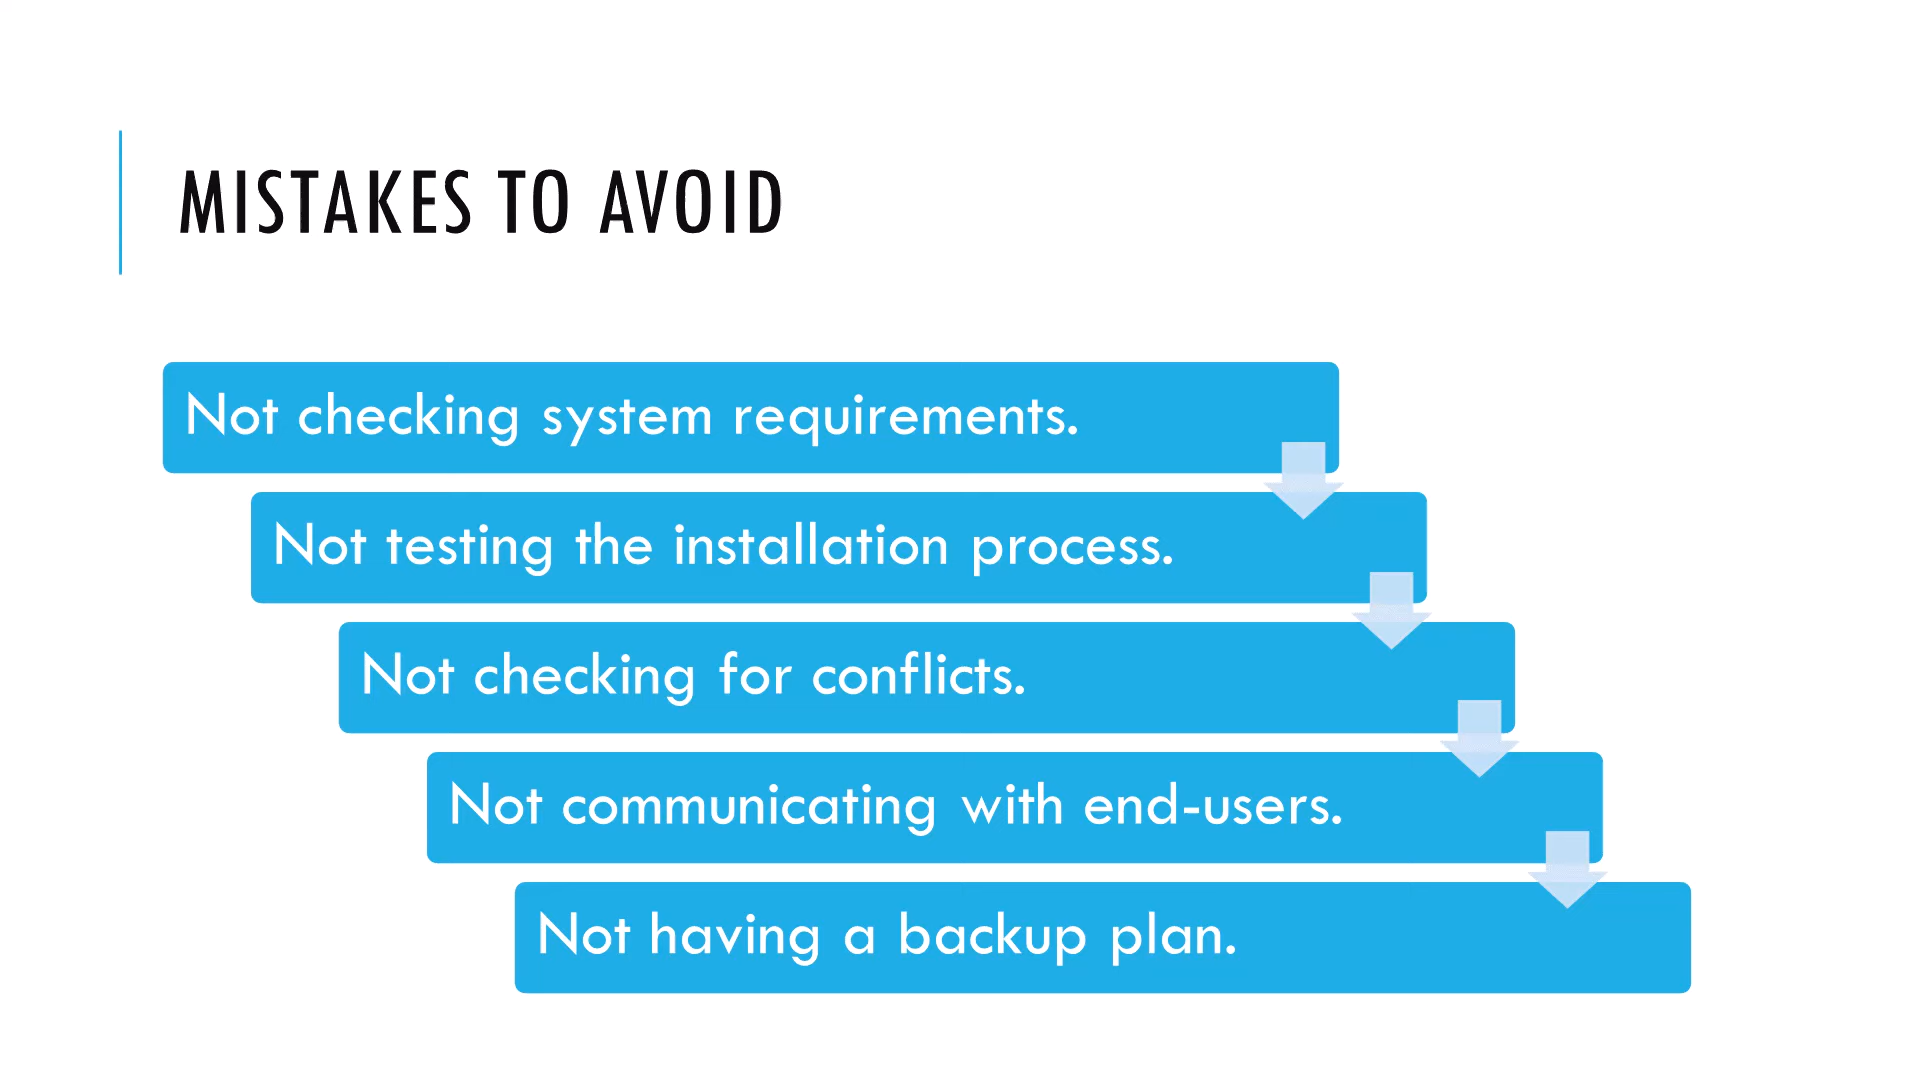 MISTAKES TO AVOID
Not checking system requirements.
Not testing the installation process.
Not checking for conflicts.
Not communicating with end-users.
Not having a backup plan.